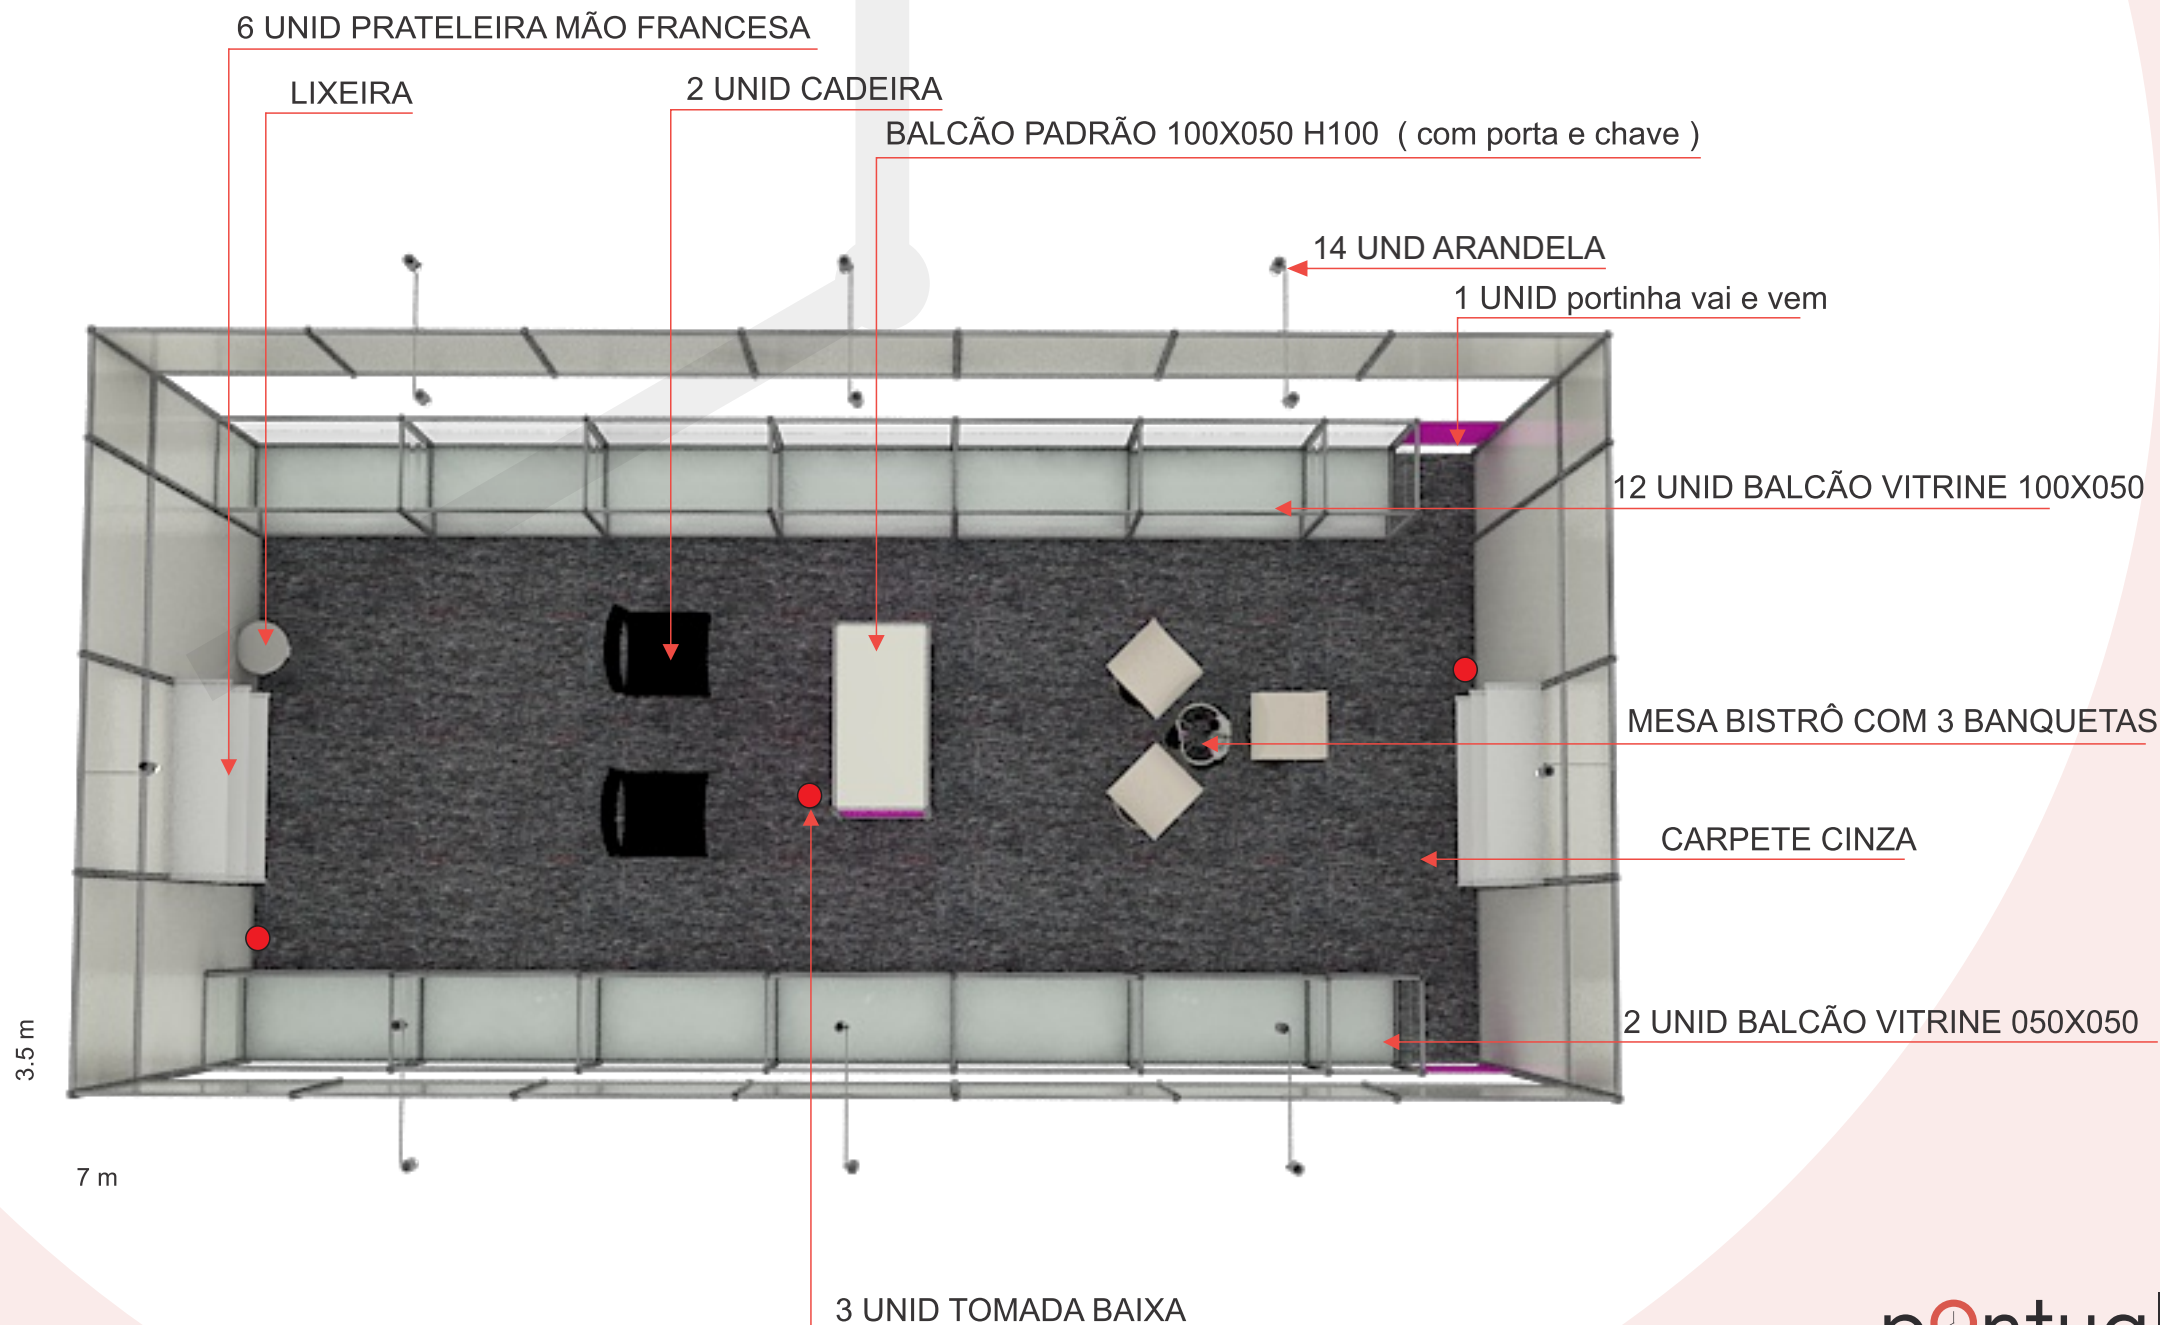 6 UNID PRATELEIRA MÃO FRANCESA
LIXEIRA
2 UNID CADEIRA
BALCÃO PADRÃO 100X050 H100 ( com porta e chave )
14 UND ARANDELA
1 UNID portinha vai e vem
12 UNID BALCÃO VITRINE 100X050
MESA BISTRÔ COM 3 BANQUETAS
CARPETE CINZA
2 UNID BALCÃO VITRINE 050X050
3.5 m
7 m
3 UNID TOMADA BAIXA
pontual